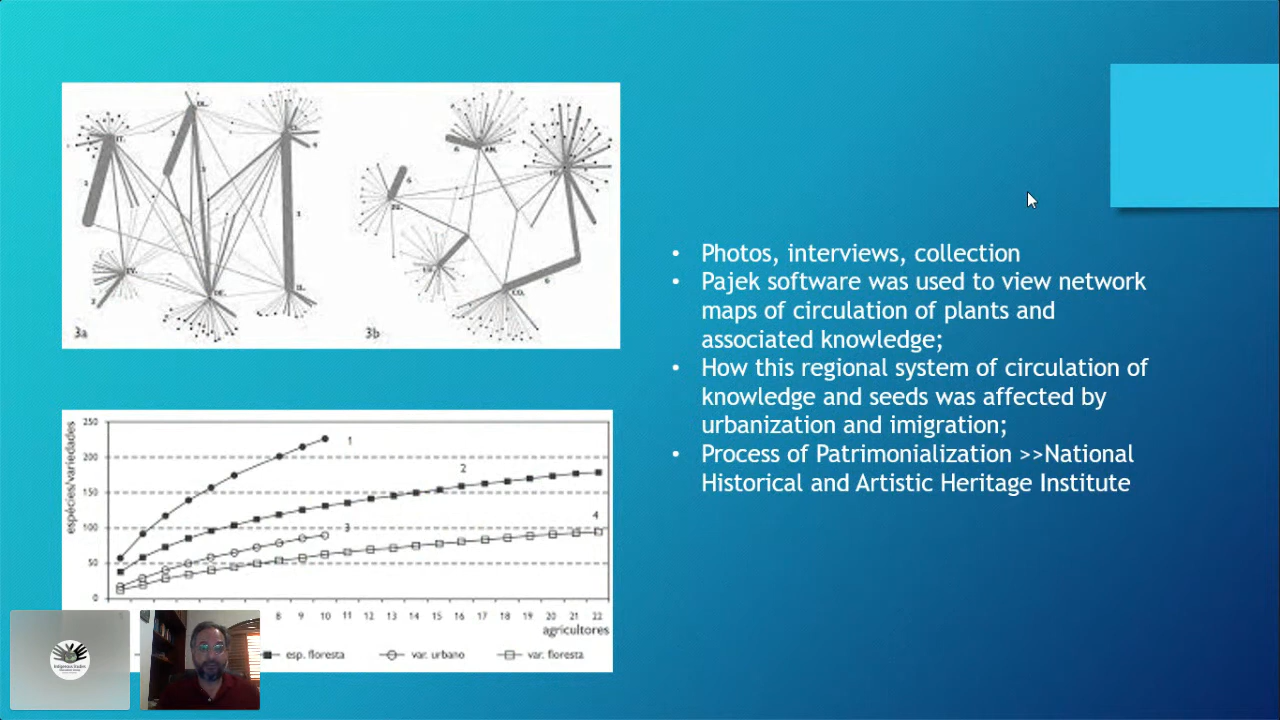 3a
3b
• Photos, interviews, collection
• Pajek software was used to view network
maps of circulation of plants and
associated knowledge;
• How this regional system of circulation of
knowledge and seeds was affected by
urbanization and imigration;
• Process of Patrimonialization >>National
Historical and Artistic Heritage Institute
espécies/variedades
250
200
150
100
50
0
1
2
3
4
8 9 10 11 12 13 14 15 16 17 18 19 20 21 22
agricultores
esp. floresta var. urbano var. floresta